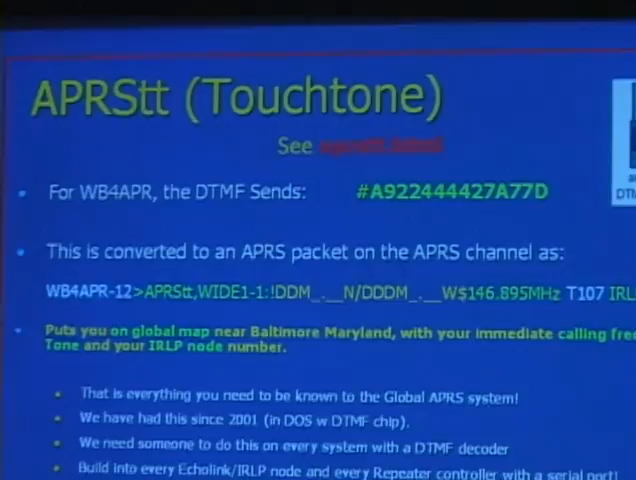 APRStt (Touchtone)
See
For WB4APR, the DTMF Sends: #A922444427A77D
This is converted to an APRS packet on the APRS channel as:
WB4APR-12>APRStt,WIDE1-1:!DDM_.__N/DDDM_.__W$146.895MHz T107 IRL
Puts you on global map near Baltimore Maryland, with your immediate calling fre
Tone and your IRLP node number.
That is everything you need to be known to the Global APRS system!
We have had this since 2001 (in DOS w DTMF chip).
We need someone to do this on every system with a DTMF decoder
Build into every Echolink/IRLP node and every Repeater controller with a serial port!